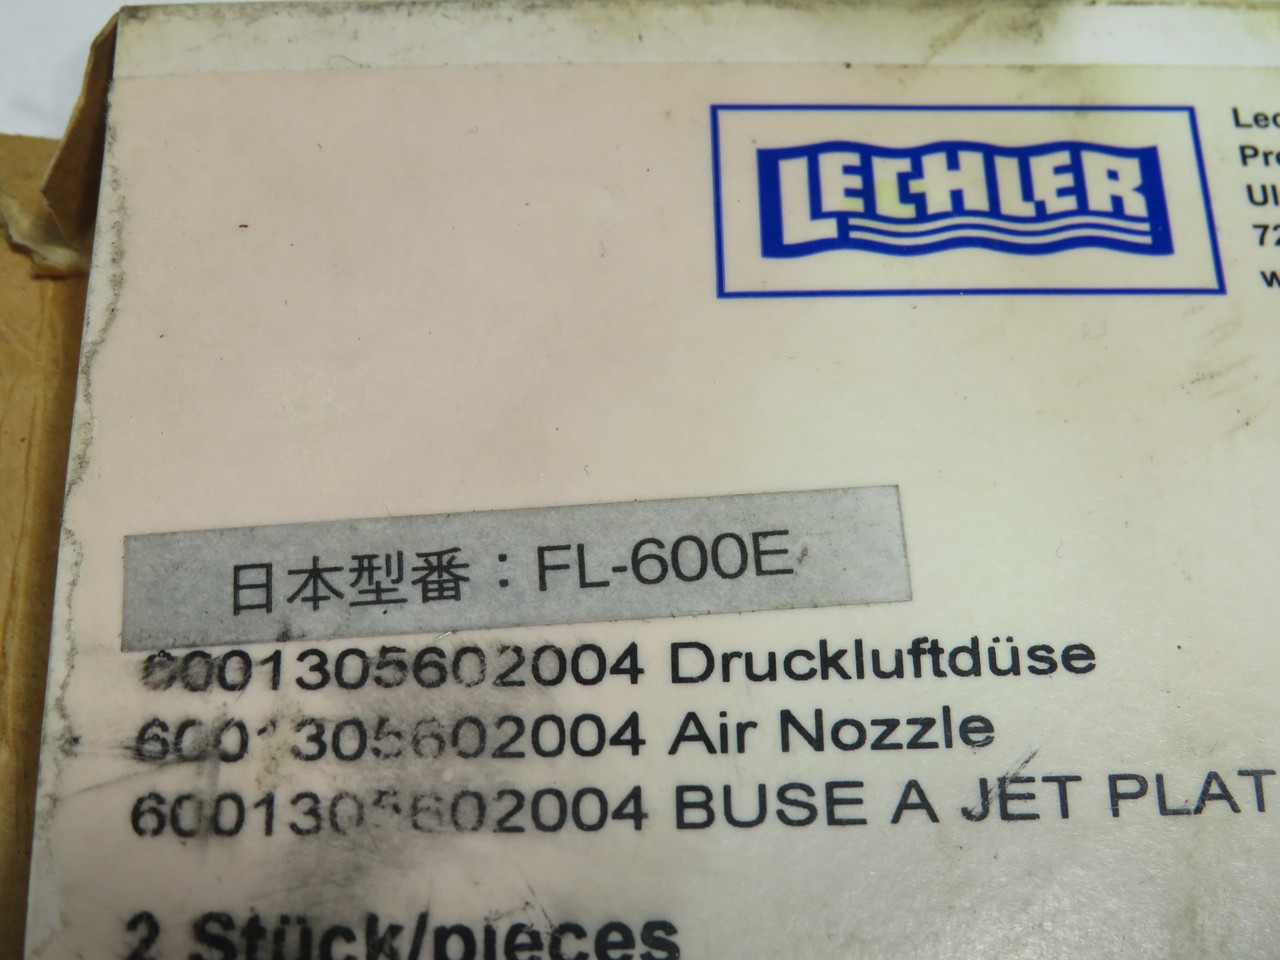 LECHLER
日本型番：FL-600E
6001305602004 Druckluftdüse
6001305602004 Air Nozzle
6001305602004 BUSE A JET PLAT
2 Stück/pieces